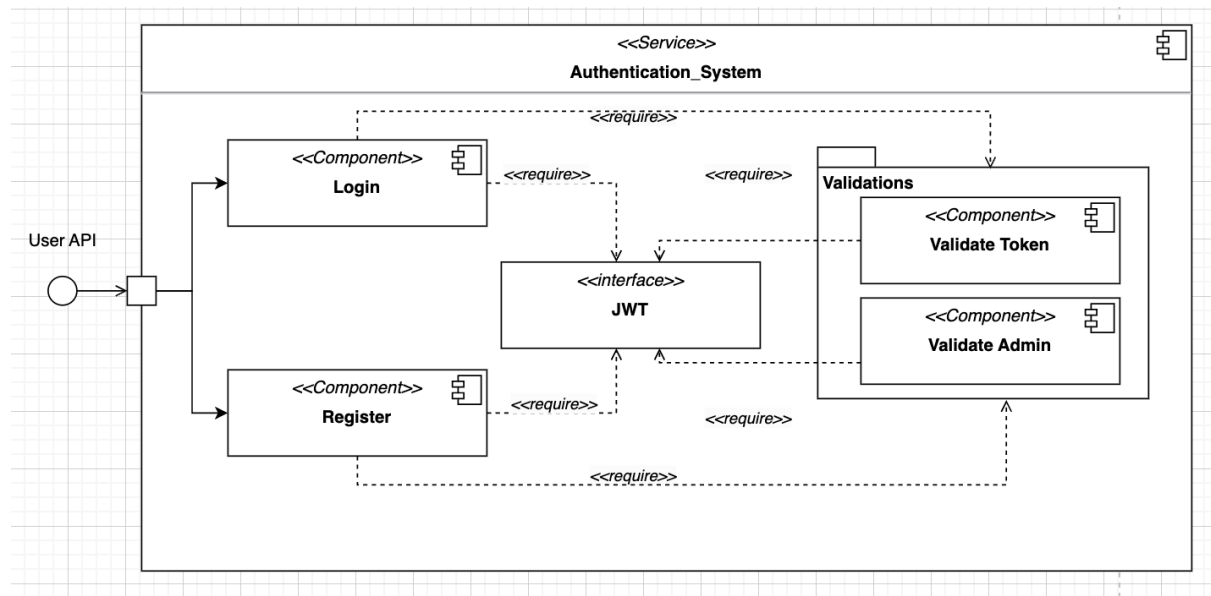 <<Service>>
Authentication_System
<<require>>
<<Component>>
Login
<<require>>
<<require>>
Validations
<<Component>>
Validate Token
User API
<<interface>>
JWT
<<Component>>
Validate Admin
<<Component>>
Register
<<require>>
<<require>>
<<require>>